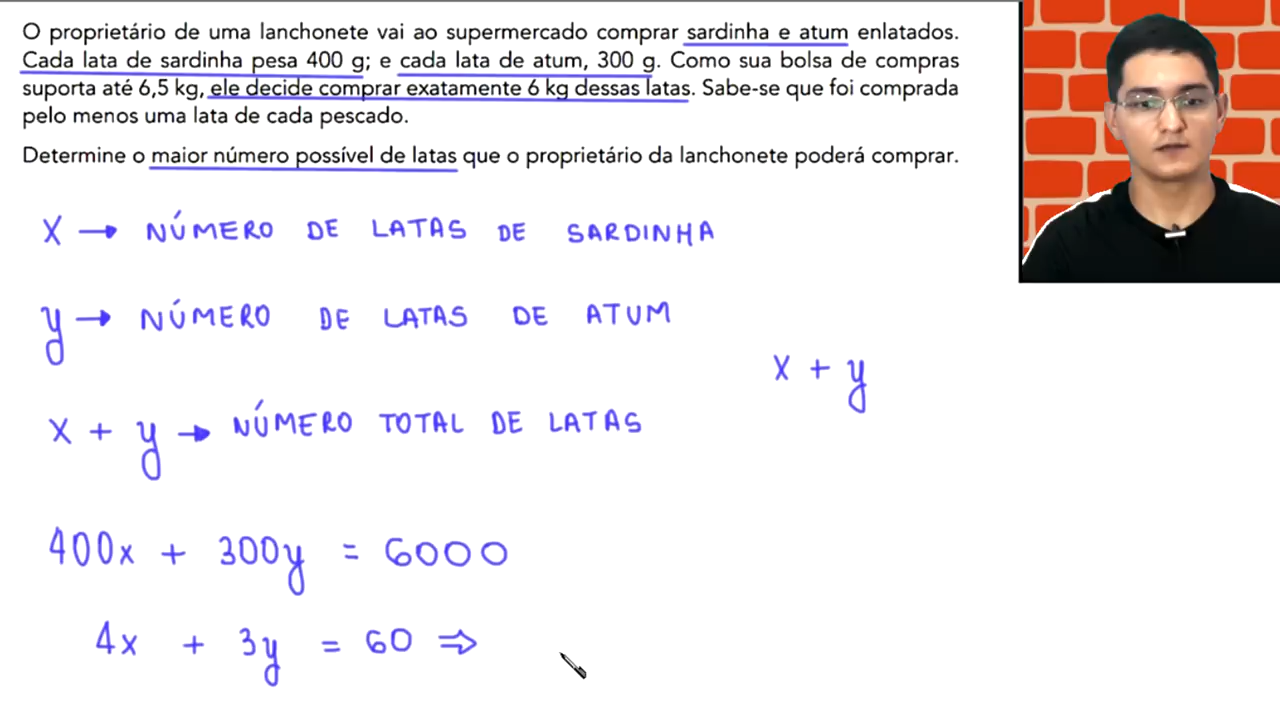 O proprietário de uma lanchonete vai ao supermercado comprar sardinha e atum enlatados.
Cada lata de sardinha pesa 400 g; e cada lata de atum, 300 g. Como sua bolsa de compras
suporta até 6,5 kg, ele decide comprar exatamente 6 kg dessas latas. Sabe-se que foi comprada
pelo menos uma lata de cada pescado.
Determine o maior número possível de latas que o proprietário da lanchonete poderá comprar.
X → NÚMERO DE LATAS DE SARDINHA
y → NÚMERO DE LATAS DE ATUM
X + y
X + y → NÚMERO TOTAL DE LATAS
400x + 300y = 6000
4x + 3y = 60 ⇒